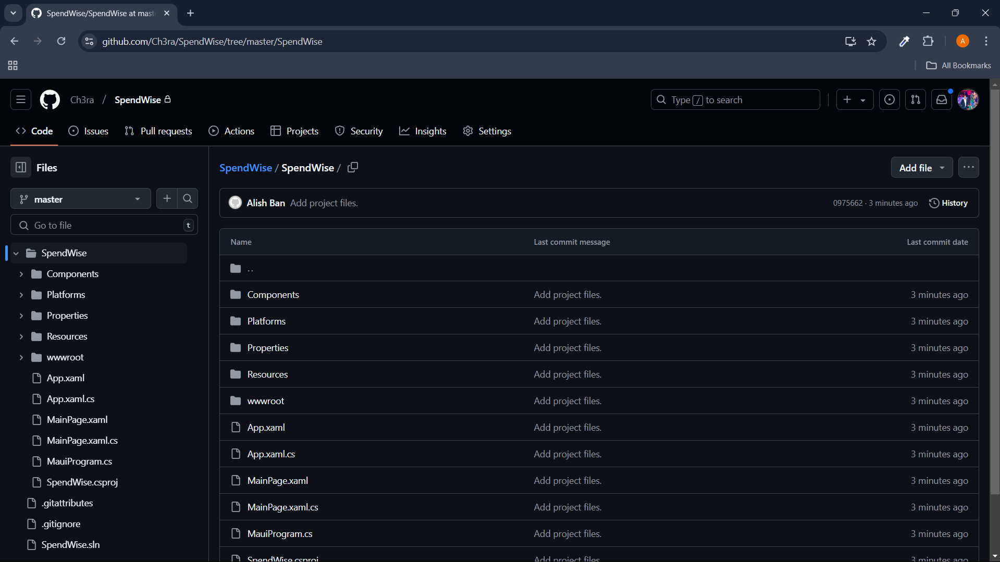 SpendWise/SpendWise at mast
github.com/Ch3ra/SpendWise/tree/master/SpendWise
A
All Bookmarks
Ch3ra / SpendWise
Type / to search
Code Issues Pull requests Actions Projects Security Insights Settings
Files
master
Go to file t
SpendWise
Components
Platforms
Properties
Resources
wwwroot
App.xaml
App.xaml.cs
MainPage.xaml
MainPage.xaml.cs
MauiProgram.cs
SpendWise.csproj
.gitattributes
.gitignore
SpendWise.sln
SpendWise / SpendWise /
Add file
Alish Ban Add project files. 0975662 · 3 minutes ago History
Name Last commit message Last commit date
..
Components Add project files. 3 minutes ago
Platforms Add project files. 3 minutes ago
Properties Add project files. 3 minutes ago
Resources Add project files. 3 minutes ago
wwwroot Add project files. 3 minutes ago
App.xaml Add project files. 3 minutes ago
App.xaml.cs Add project files. 3 minutes ago
MainPage.xaml Add project files. 3 minutes ago
MainPage.xaml.cs Add project files. 3 minutes ago
MauiProgram.cs Add project files. 3 minutes ago
SpendWise.csproj Add project files. 3 minutes ago